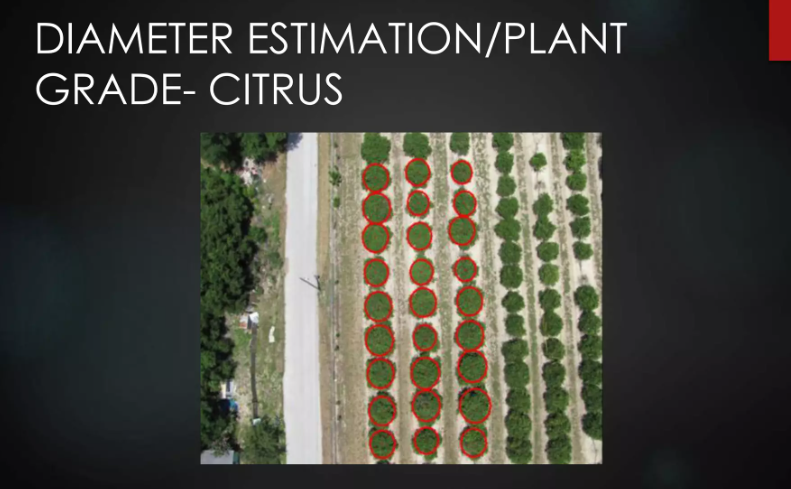 DIAMETER ESTIMATION/PLANT
GRADE- CITRUS